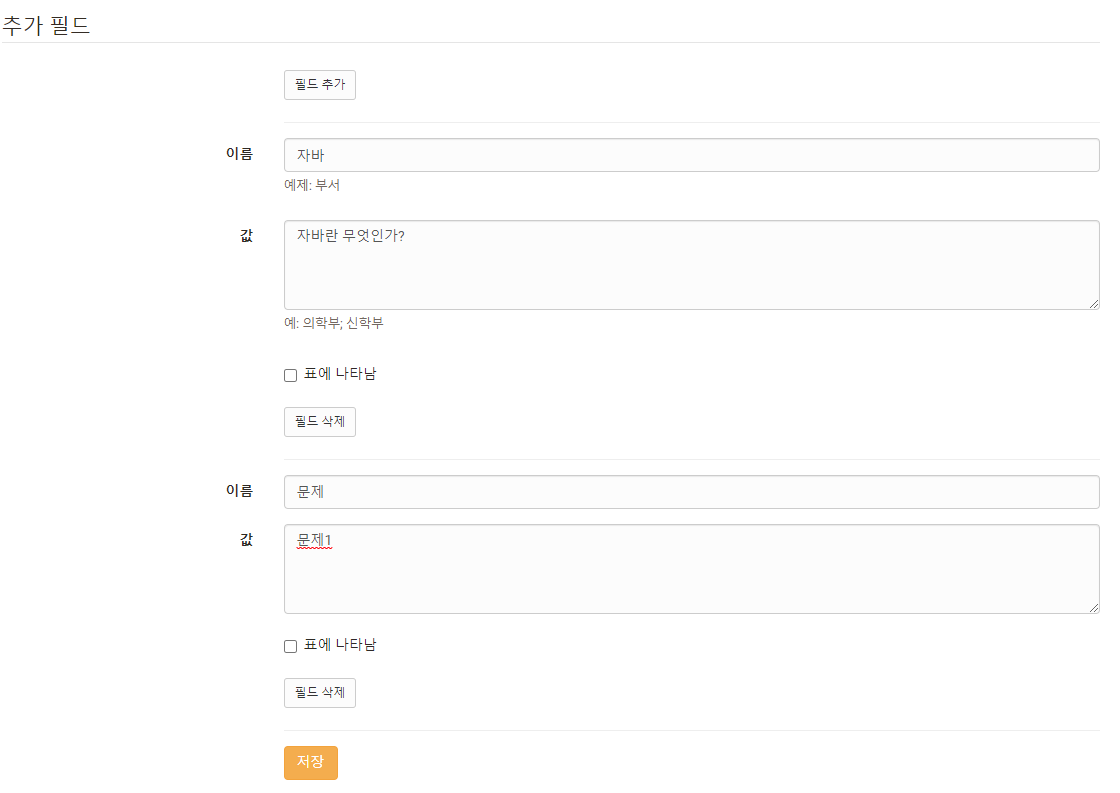 추가 필드
필드 추가
이름
자바
예제: 부서
값
자바란 무엇인가?
예: 의학부; 신학부
표에 나타남
필드 삭제
이름
문제
값
문제1
표에 나타남
필드 삭제
저장